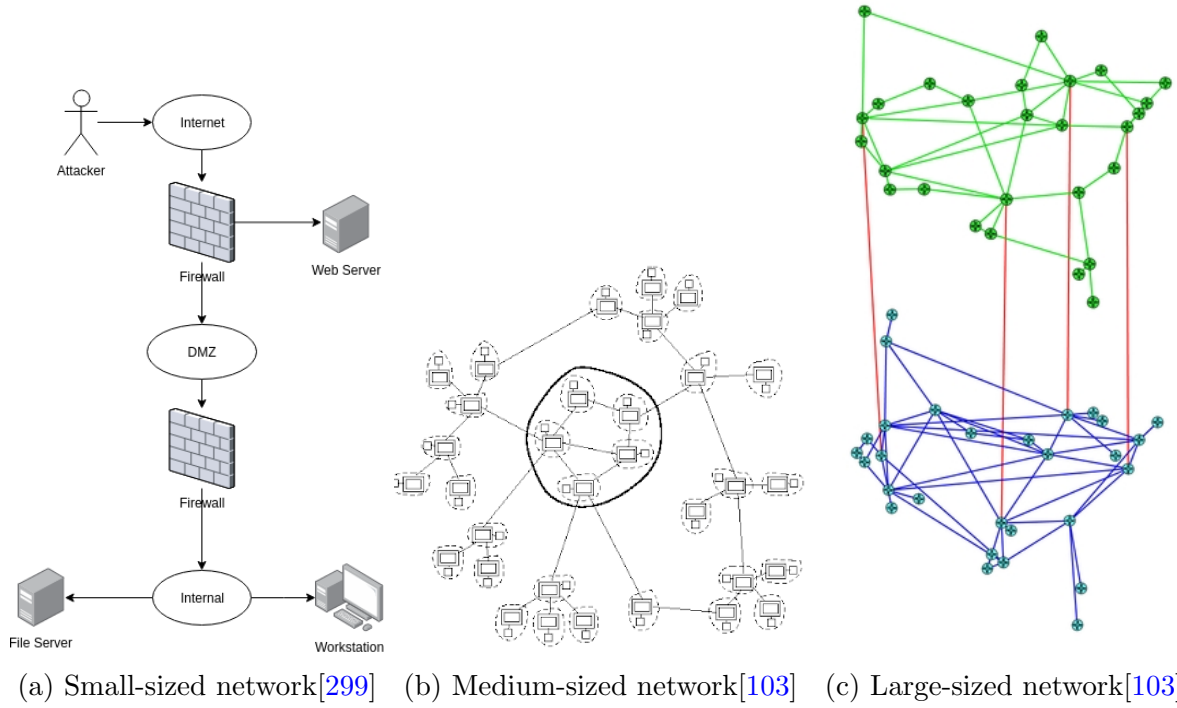 Internet
Attacker
Firewall
Web Server
DMZ
Firewall
Internal
File Server
Workstation
(a) Small-sized network[299]
(b) Medium-sized network[103]
(c) Large-sized network[103]